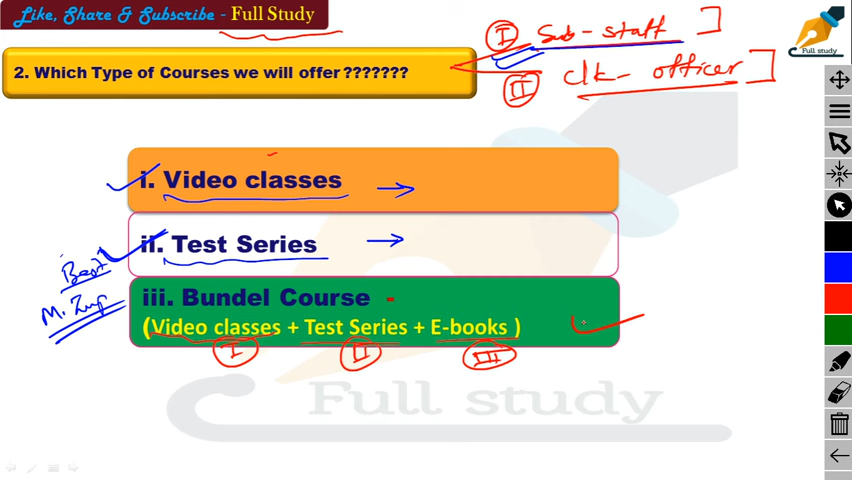 Like, Share & Subscribe - Full Study
I Sub-staff
II clk- officer
Full study
2. Which Type of Courses we will offer ???????
i. Video classes
ii. Test Series
Best
M. Imp
iii. Bundel Course -
(Video classes + Test Series + E-books )
I II III
Full study